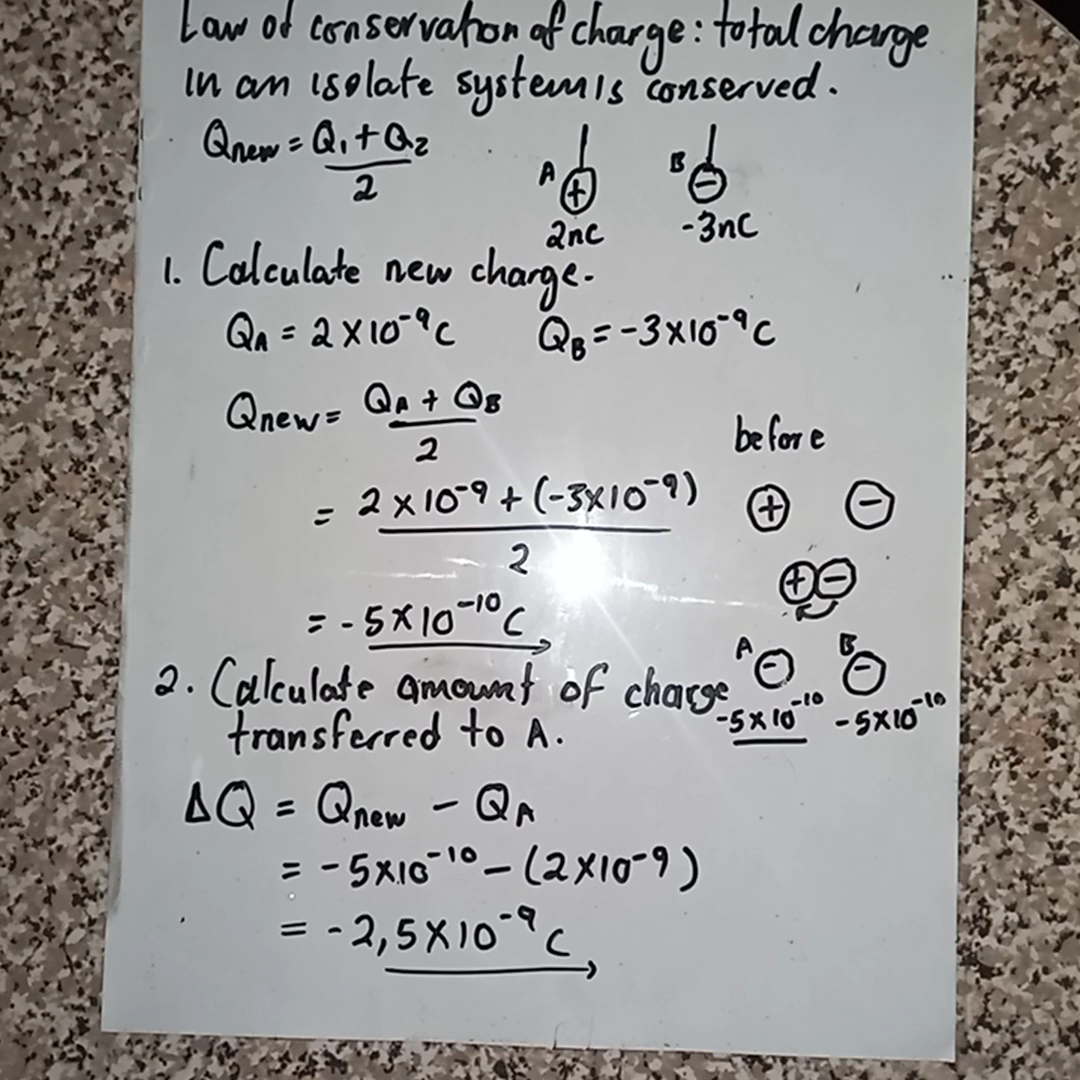 Law of conservation of charge: total charge
in an isolate system is conserved.
Qnew = Q₁ + Q₂
2
A
+
2nC
B
-
-3nC
1. Calculate new charge.
QA = 2 × 10⁻⁹ C QB = -3 × 10⁻⁹ C
Qnew = QA + QB
2
before
= 2 × 10⁻⁹ + (-3 × 10⁻⁹)
2
+ -
+ -
= -5 × 10⁻¹⁰ C
A - B -
-5 × 10⁻¹⁰ -5 × 10⁻¹⁰
2. Calculate amount of charge
transferred to A.
ΔQ = Qnew - QA
= -5 × 10⁻¹⁰ - (2 × 10⁻⁹)
= -2,5 × 10⁻⁹ C